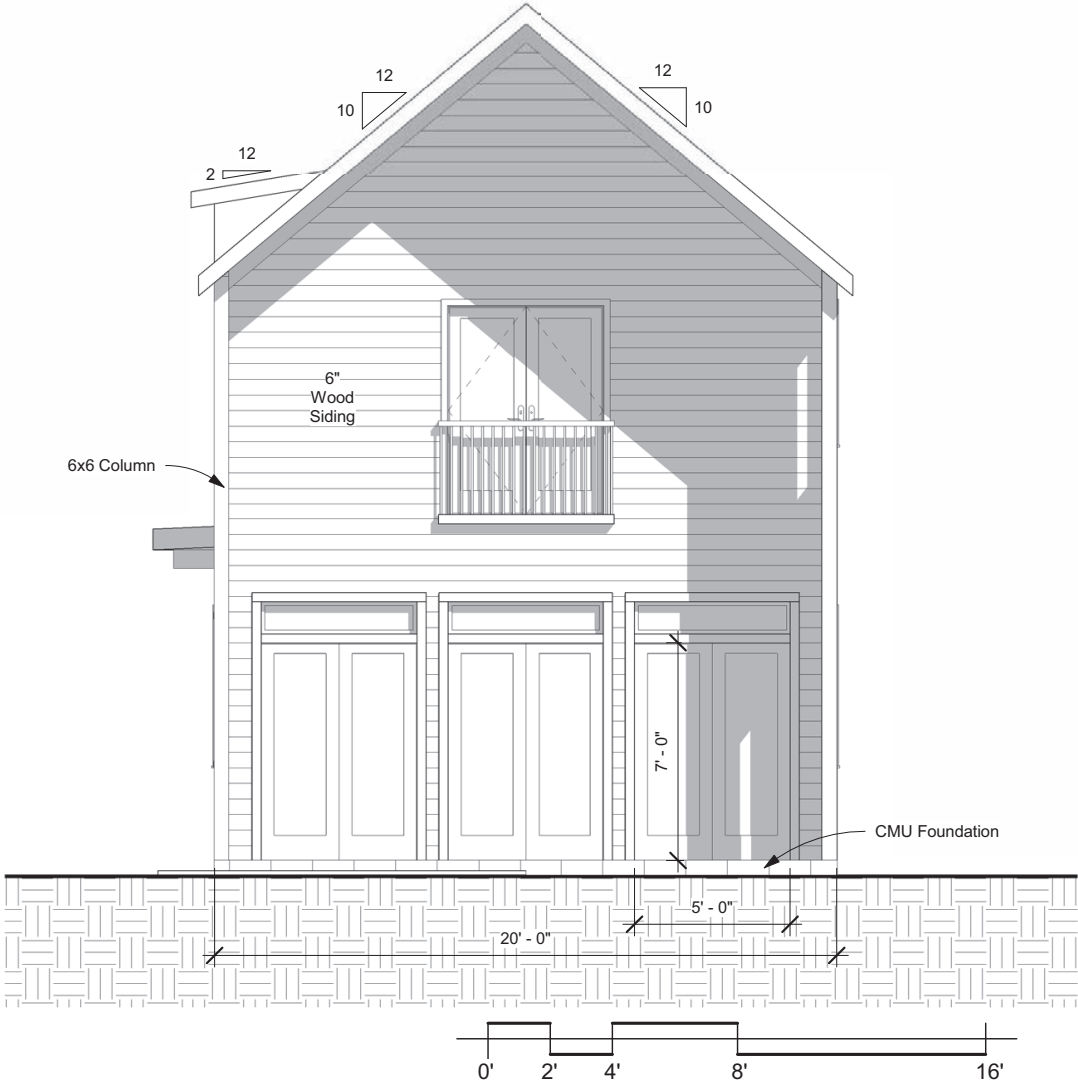 12
12
10
10
12
2
6"
Wood
Siding
6x6 Column
7' - 0"
CMU Foundation
5' - 0"
20' - 0"
0' 2' 4' 8' 16'